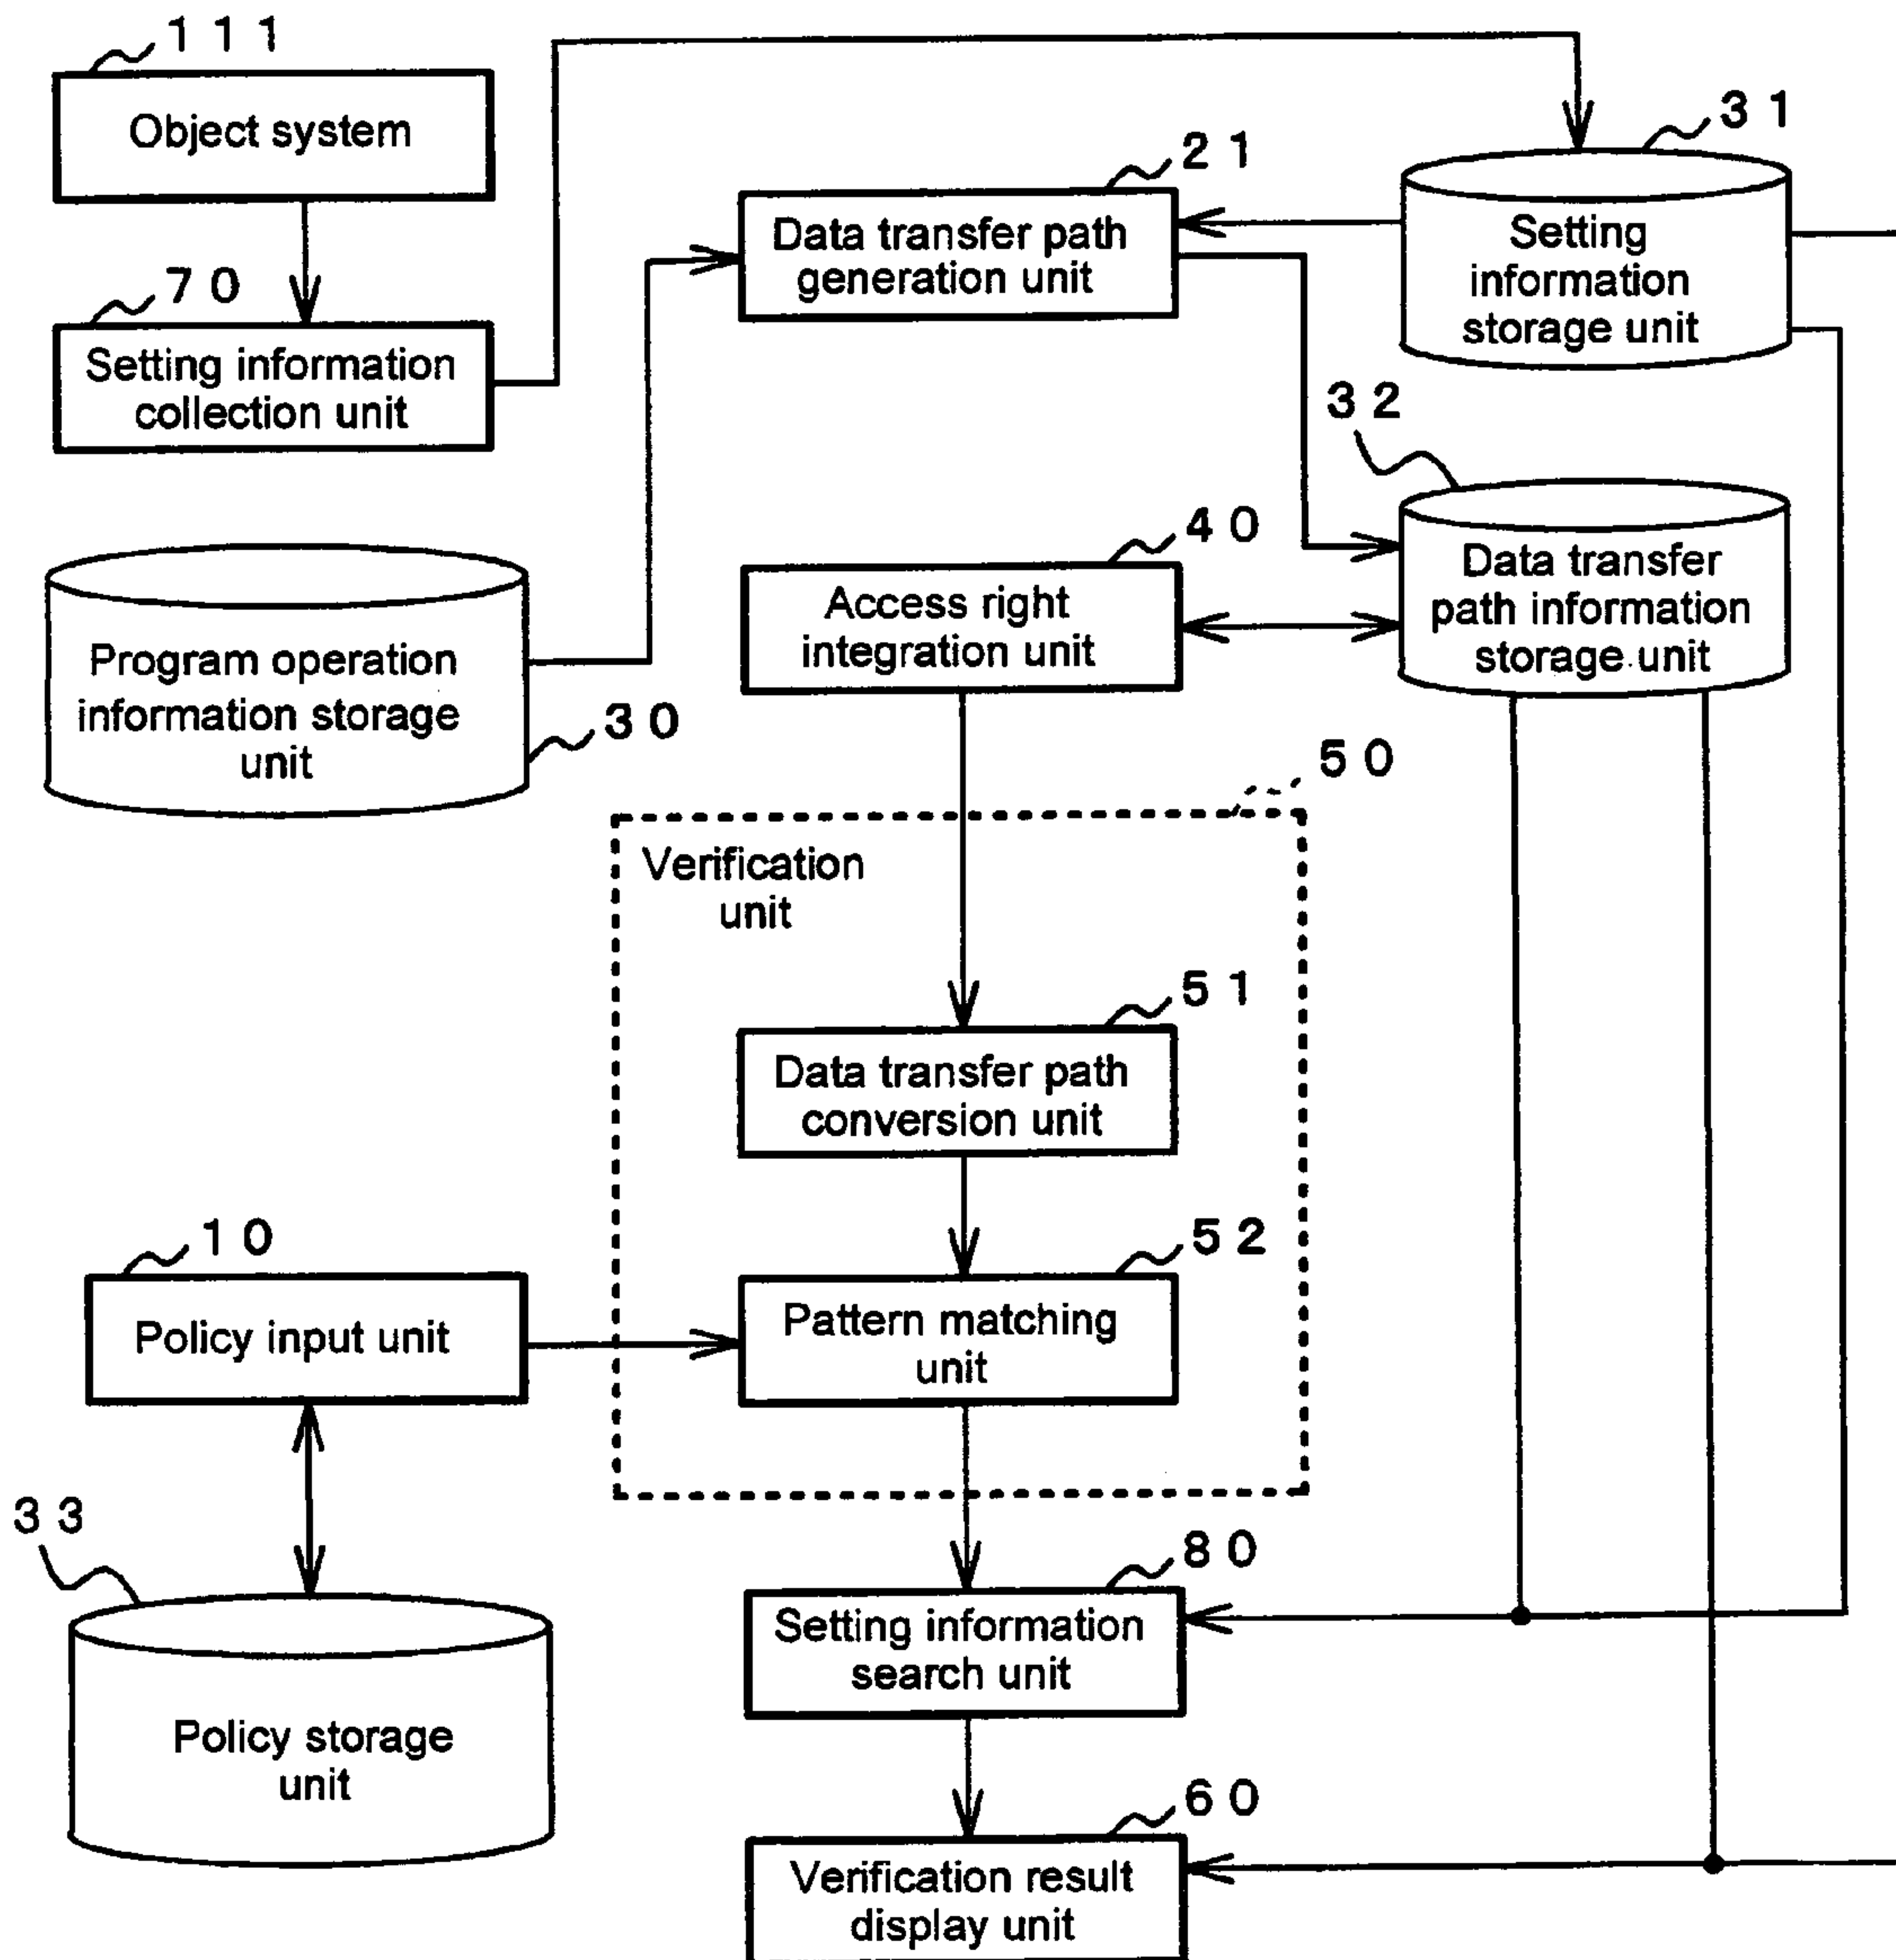 111
Object system
70
Setting information
collection unit
21
Data transfer path
generation unit
31
Setting
information
storage unit
32
Data transfer
path information
storage unit
Program operation
information storage
unit
30
40
Access right
integration unit
50
Verification
unit
51
Data transfer path
conversion unit
10
Policy input unit
52
Pattern matching
unit
33
Policy storage
unit
80
Setting information
search unit
60
Verification result
display unit